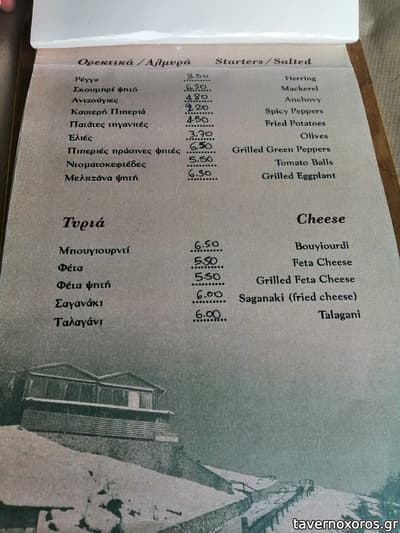 Ορεκτικά / Αλμυρά Starters / Salted
Ρέγγα 8.00 Herring
Σκουμπρί ψητό 6.50 Mackerel
Αντζούγιες 4.80 Anchovy
Καυτερή Πιπεριά 2.20 Spicy Peppers
Πατάτες τηγανιτές 4.50 Fried Potatoes
Ελιές 3.70 Olives
Πιπεριές πράσινες ψητές 6.50 Grilled Green Peppers
Ντοματοκεφτέδες 5.50 Tomato Balls
Μελιτζάνα ψητή 6.50 Grilled Eggplant
Τυριά Cheese
Μπουγιουρντί 6.50 Bouyiourdi
Φέτα 5.50 Feta Cheese
Φέτα ψητή 5.50 Grilled Feta Cheese
Σαγανάκι 6.00 Saganaki (fried cheese)
Ταλαγάνι 6.00 Talagani
tavernoxoros.gr